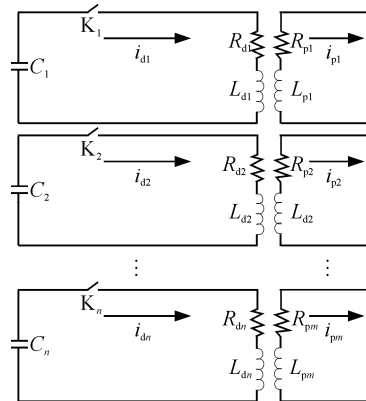 K1
id1
Rd1
Rp1
ip1
C1
Ld1
Lp1
K2
id2
Rd2
Rp2
ip2
C2
Ld2
Ld2
⋮ ⋮ ⋮
Kn
idn
Rdn
Rpm
ipm
Cn
Ldn
Lpm